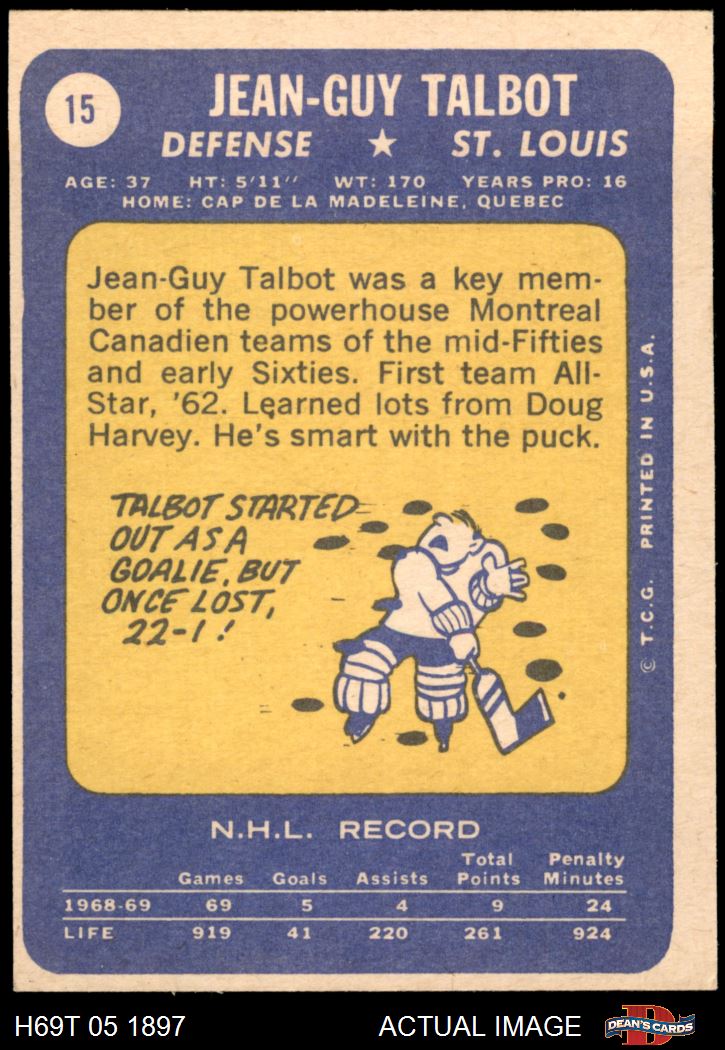 15
JEAN-GUY TALBOT
DEFENSE ★ ST. LOUIS
AGE: 37 HT: 5'11" WT: 170 YEARS PRO: 16
HOME: CAP DE LA MADELEINE, QUEBEC
Jean-Guy Talbot was a key mem-
ber of the powerhouse Montreal
Canadien teams of the mid-Fifties
and early Sixties. First team All-
Star, '62. Learned lots from Doug
Harvey. He's smart with the puck.
TALBOT STARTED
OUT AS A
GOALIE, BUT
ONCE LOST,
22-1!
© T.C.G. PRINTED IN U.S.A.
N.H.L. RECORD
Games Goals Assists Total Points Penalty Minutes
1968-69 69 5 4 9 24
LIFE 919 41 220 261 924
H69T 05 1897 ACTUAL IMAGE DEAN'S CARDS